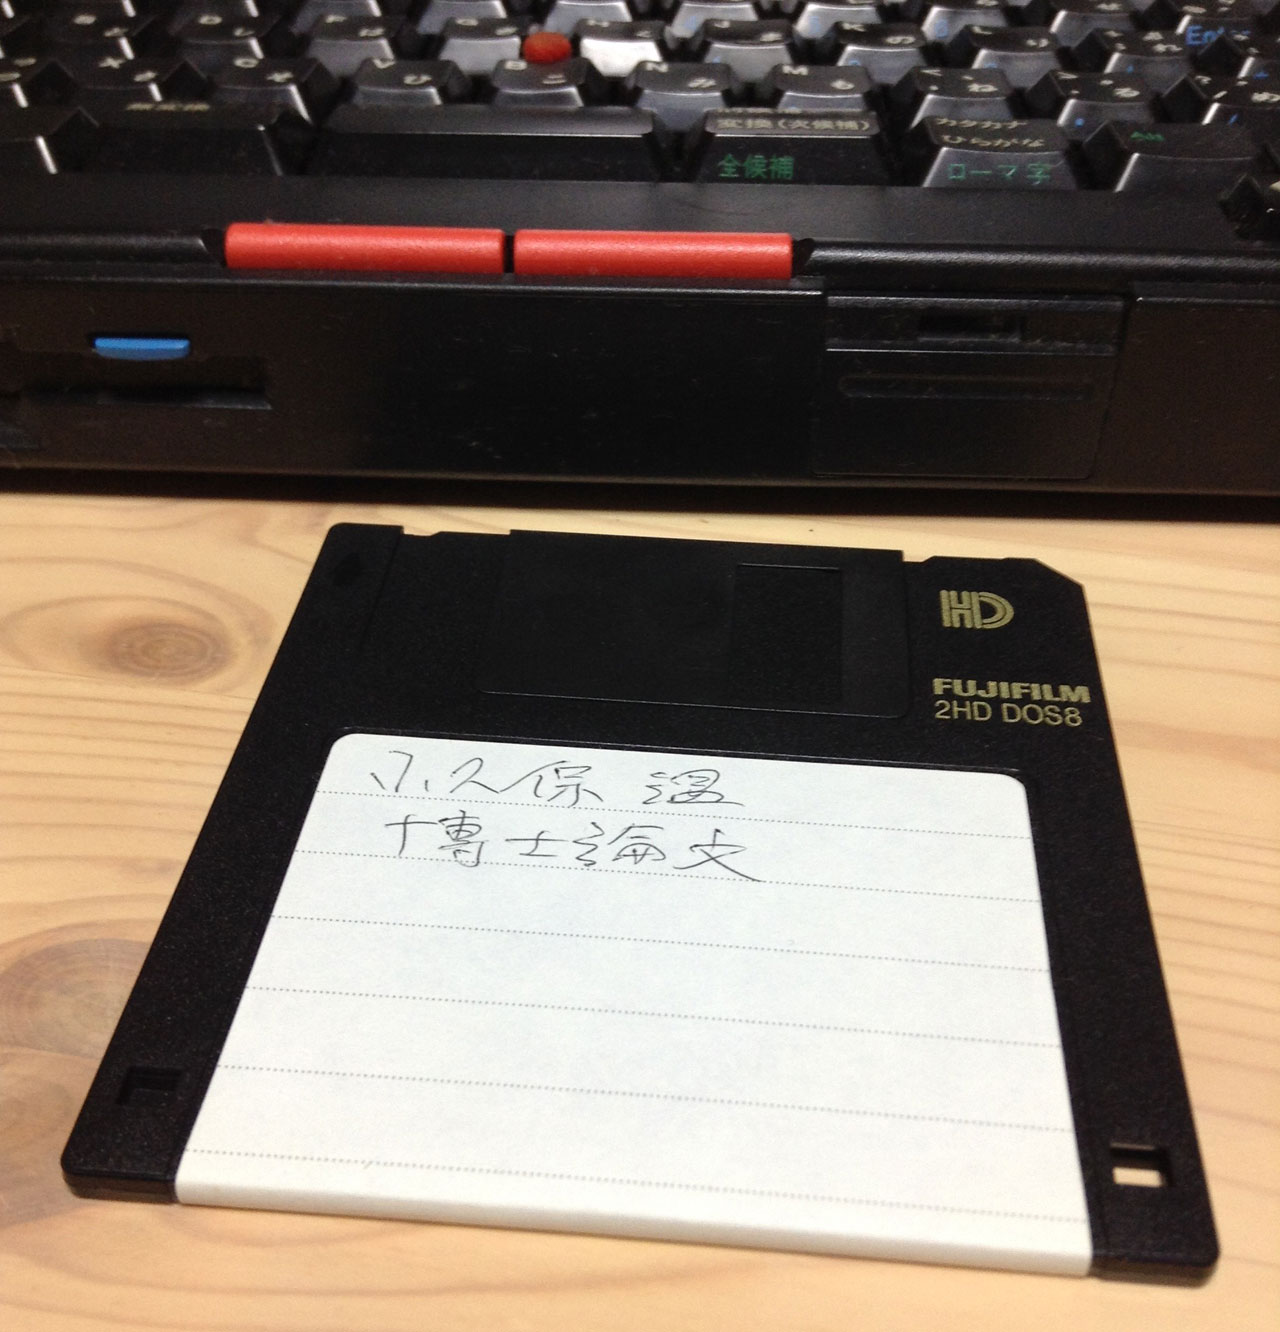 変換(次候補)
全候補
カタカナ
ひらがな
ローマ字
Alt
HD
FUJIFILM
2HD DOS8
小久保 温
博士論文